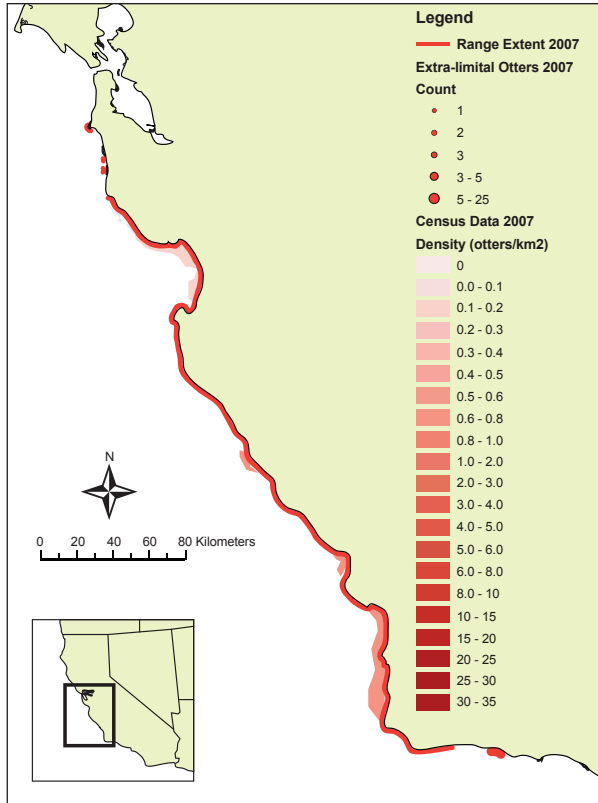 Legend
Range Extent 2007
Extra-limital Otters 2007
Count
1
2
3
3 - 5
5 - 25
Census Data 2007
Density (otters/km2)
0
0.0 - 0.1
0.1 - 0.2
0.2 - 0.3
0.3 - 0.4
0.4 - 0.5
0.5 - 0.6
0.6 - 0.8
0.8 - 1.0
1.0 - 2.0
2.0 - 3.0
3.0 - 4.0
4.0 - 5.0
5.0 - 6.0
6.0 - 8.0
8.0 - 10
10 - 15
15 - 20
20 - 25
25 - 30
30 - 35
N
0 20 40 60 80 Kilometers